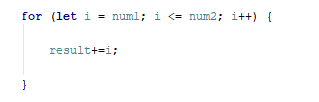 for (let i = num1; i <= num2; i++) {
result+=i;
}